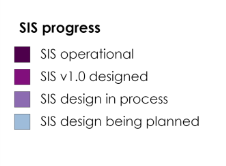 SIS progress
SIS operational
SIS v1.0 designed
SIS design in process
SIS design being planned